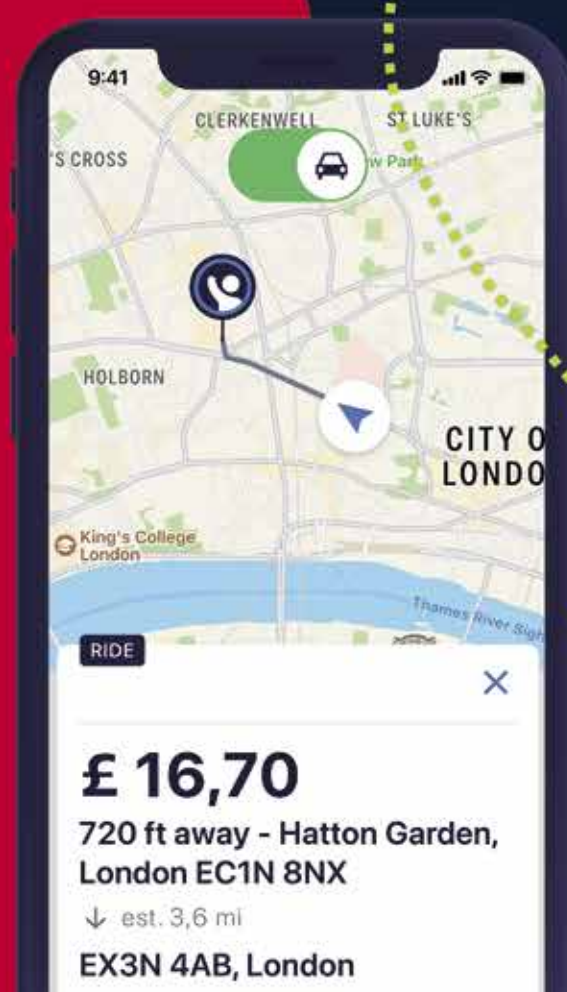 9:41
CLERKENWELL
ST LUKE'S
'S CROSS
w Park
HOLBORN
CITY O
LONDO
King's College
London
Thames River Sigh
RIDE
£ 16,70
720 ft away - Hatton Garden,
London EC1N 8NX
est. 3,6 mi
EX3N 4AB, London